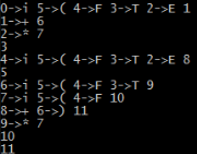 0->i 5->( 4->F 3->T 2->E 1
1->+ 6
2->* 7
3
4->i 5->( 4->F 3->T 2->E 8
5
6->i 5->( 4->F 3->T 9
7->i 5->( 4->F 10
8->+ 6->) 11
9->* 7
10
11